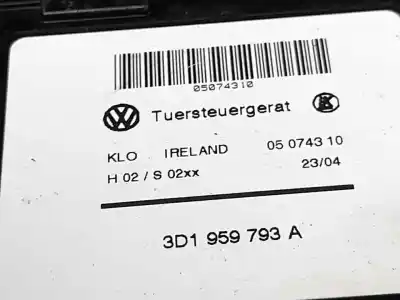 05074310
Tuersteuergerat
KLO IRELAND 05 0743 10
H 02 / S 02xx 23/04
3D1 959 793 A